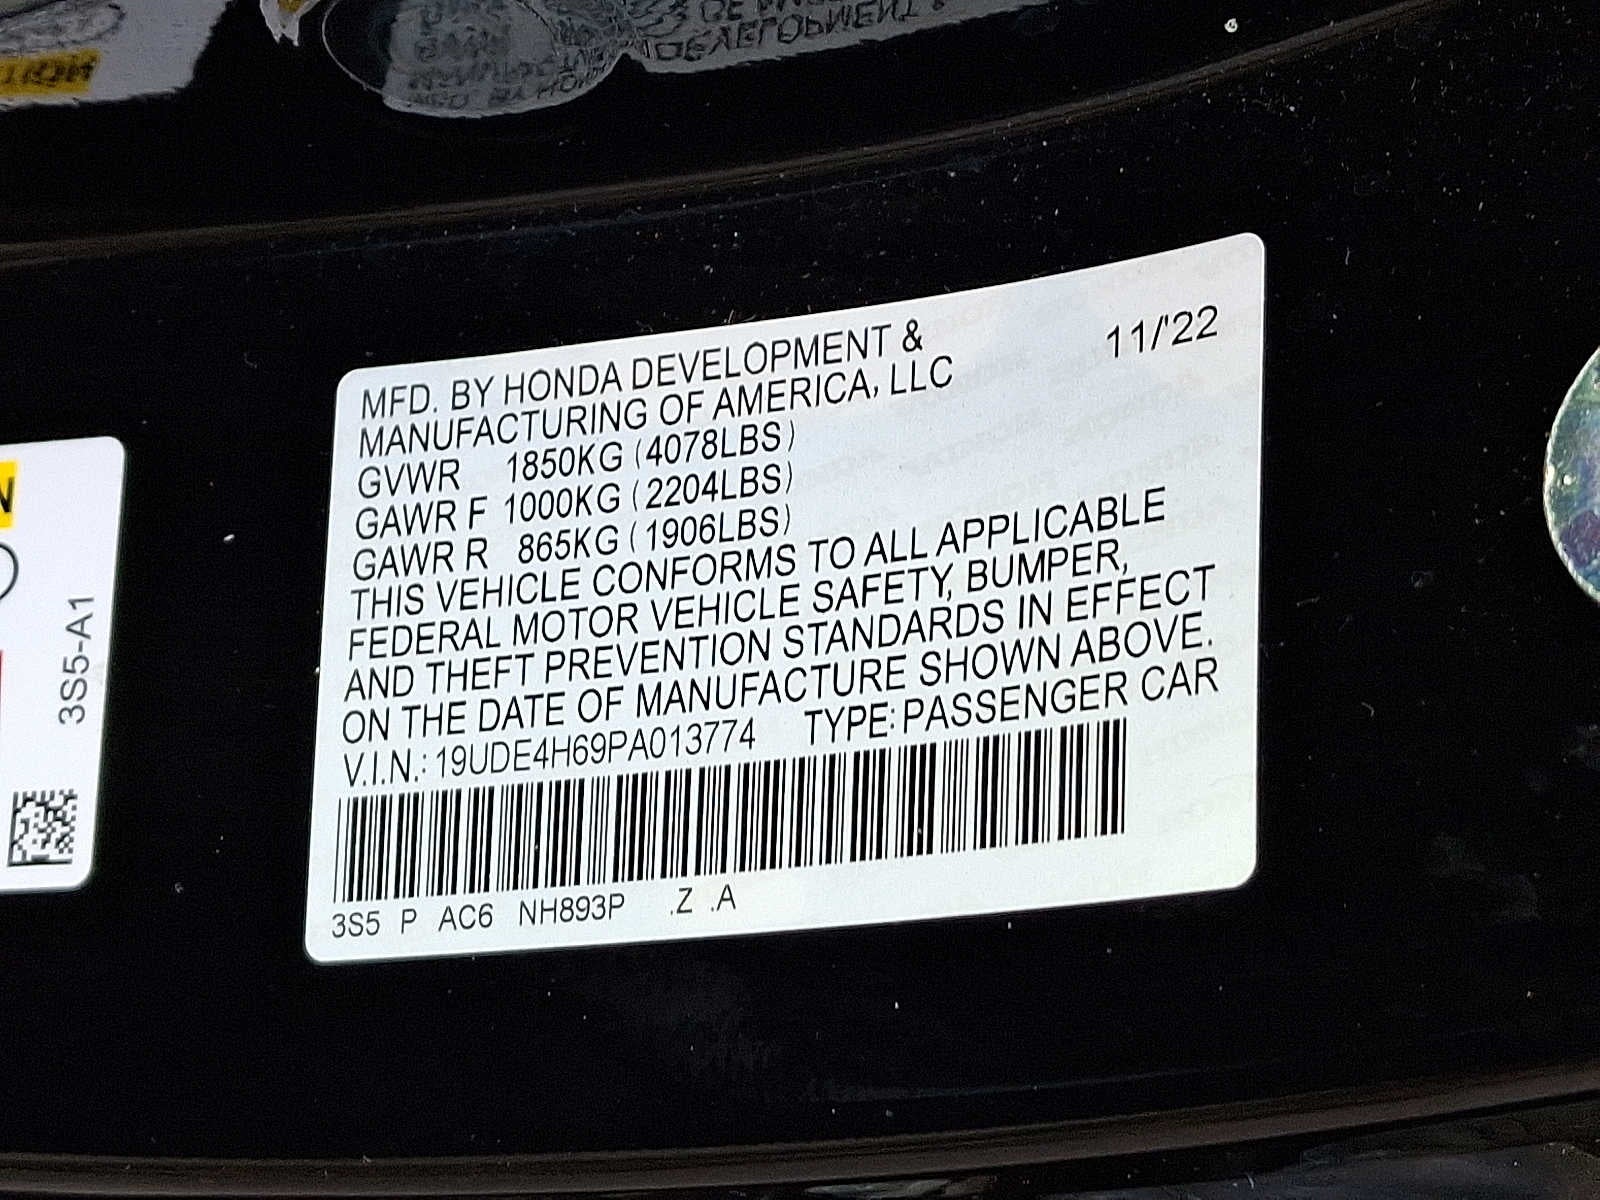 MFD. BY HONDA DEVELOPMENT & 11/'22
MANUFACTURING OF AMERICA, LLC
GVWR 1850KG (4078LBS)
GAWR F 1000KG (2204LBS)
GAWR R 865KG (1906LBS)
THIS VEHICLE CONFORMS TO ALL APPLICABLE
FEDERAL MOTOR VEHICLE SAFETY, BUMPER,
AND THEFT PREVENTION STANDARDS IN EFFECT
ON THE DATE OF MANUFACTURE SHOWN ABOVE.
V.I.N.: 19UDE4H69PA013774 TYPE: PASSENGER CAR
3S5 P AC6 NH893P .Z .A
N
3S5-A1